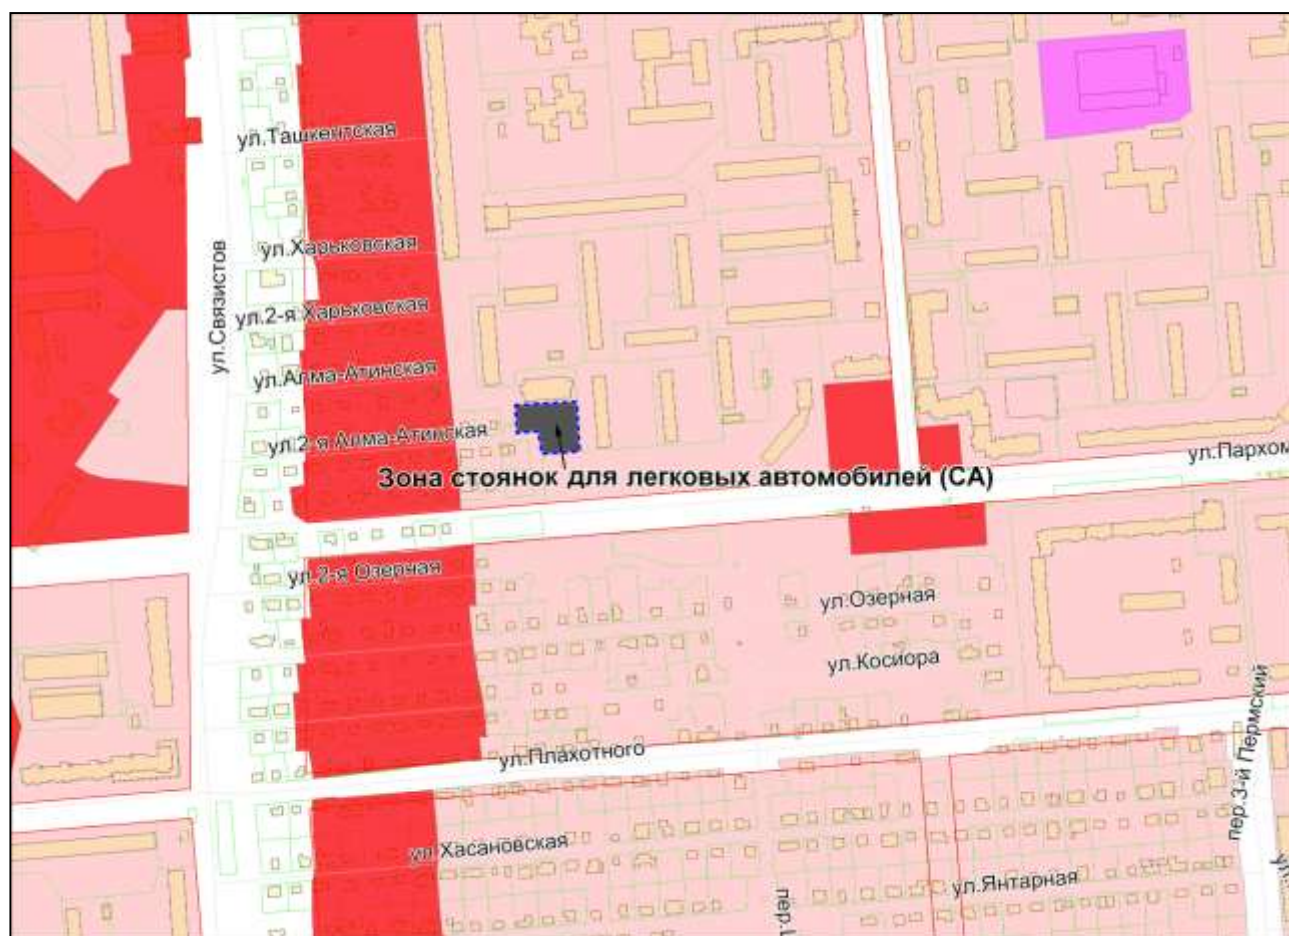 ул.Ташкентская
ул.Харьковская
ул.Связистов
ул.2-я Харьковская
ул.Алма-Атинская
ул.2-я Алма-Атинская
ул.Пархом
Зона стоянок для легковых автомобилей (СА)
ул.2-я Озерная
ул.Озерная
ул.Косиора
ул.Плахотного
пер.3-й Пермский
ул.Хасановская
ул.Янтарная